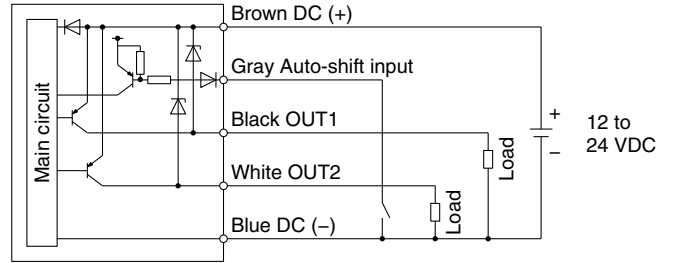 Brown DC (+)
Gray Auto-shift input
Main circuit
Black OUT1
White OUT2
Blue DC (−)
Load
Load
+
−
12 to
24 VDC